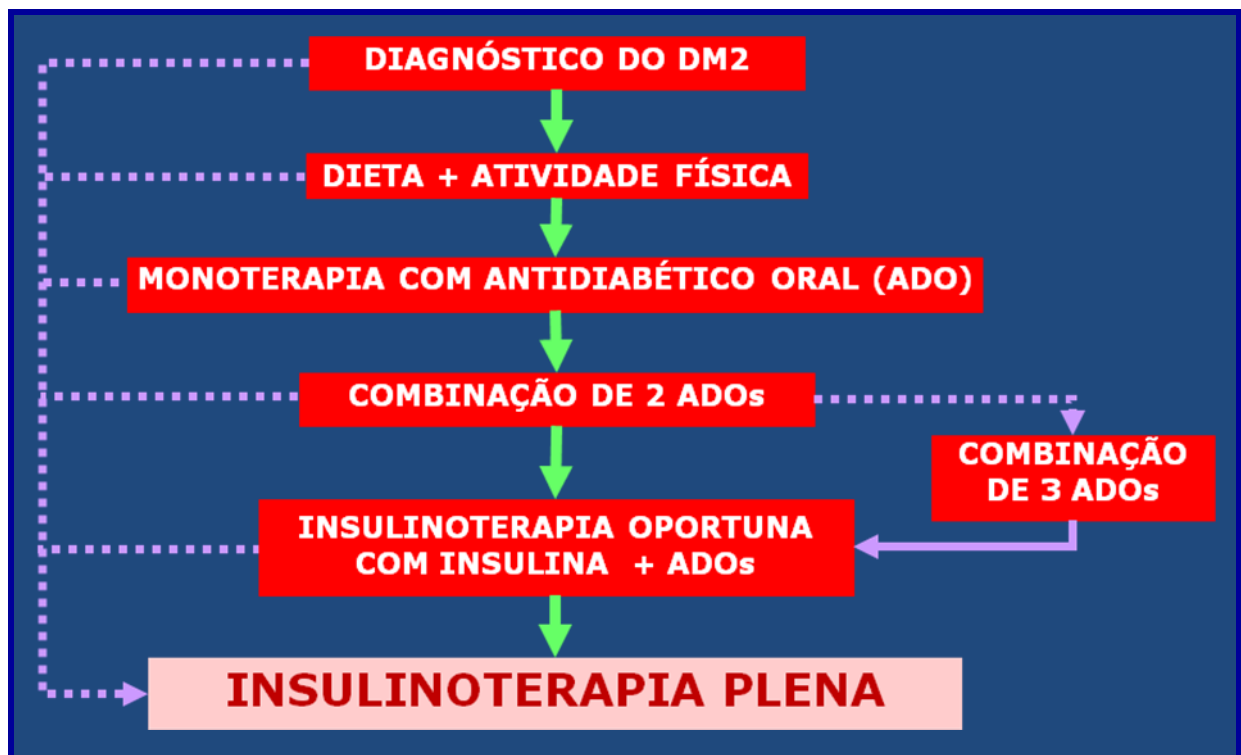 DIAGNÓSTICO DO DM2
DIETA + ATIVIDADE FÍSICA
MONOTERAPIA COM ANTIDIABÉTICO ORAL (ADO)
COMBINAÇÃO DE 2 ADOs
COMBINAÇÃO
DE 3 ADOs
INSULINOTERAPIA OPORTUNA
COM INSULINA + ADOs
INSULINOTERAPIA PLENA